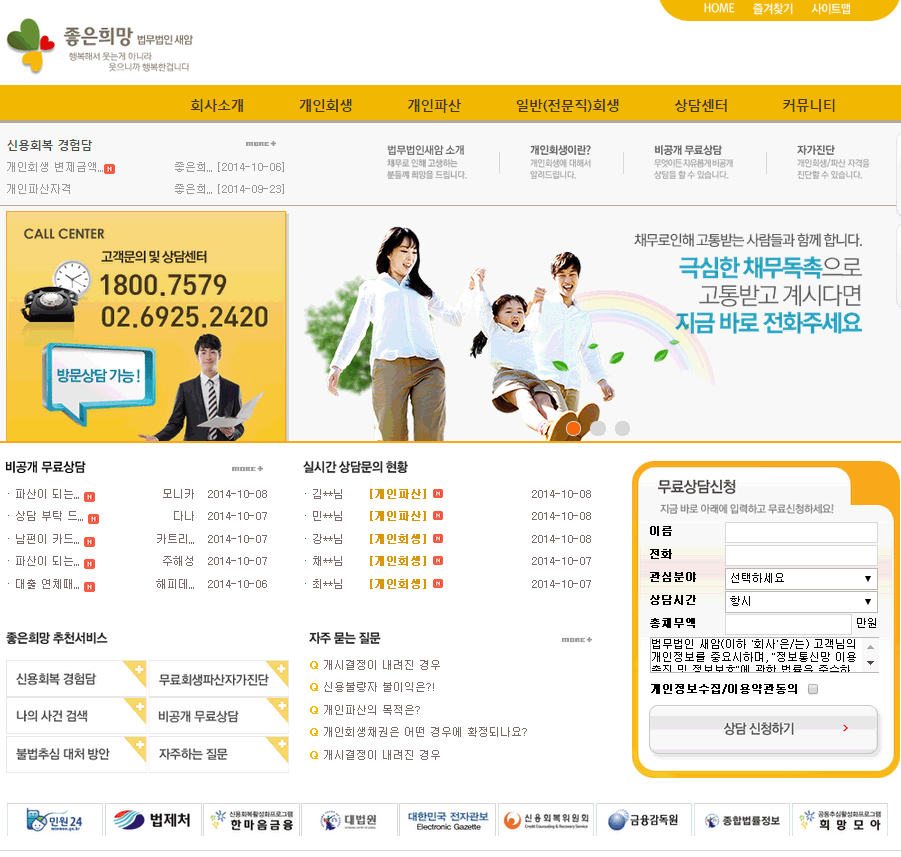 HOME 즐겨찾기 사이트맵
좋은희망 법무법인 새암
행복해서 웃는게 아니라
웃으니까 행복한겁니다
회사소개 개인회생 개인파산 일반(전문직)회생 상담센터 커뮤니티
신용회복 경험담 more +
개인회생 변제금액... N 좋은희... [2014-10-06]
개인파산자격 좋은희... [2014-09-23]
법무법인새암 소개
채무로 인해 고생하는
분들께 희망을 드립니다.
개인회생이란?
개인회생에 대해서
알려드립니다.
비공개 무료상담
무엇이든 자유롭게 비공개
상담을 할 수 있습니다.
자가진단
개인회생/파산 자격을
진단할 수 있습니다.
CALL CENTER
고객문의 및 상담센터
1800.7579
02.6925.2420
방문상담 가능!
채무로인해 고통받는 사람들과 함께 합니다.
극심한 채무독촉으로
고통받고 계시다면
지금 바로 전화주세요
비공개 무료상담 more +
· 파산이 되는... N 모니카 2014-10-08
· 상담 부탁 드... N 다나 2014-10-07
· 남편이 카드... N 카트리... 2014-10-07
· 파산이 되는... N 주혜성 2014-10-07
· 대출 연체때... N 해피데... 2014-10-06
실시간 상담문의 현황
· 김**님 [개인파산] N 2014-10-08
· 민**님 [개인파산] N 2014-10-08
· 강**님 [개인회생] N 2014-10-08
· 채**님 [개인회생] N 2014-10-07
· 최**님 [개인회생] N 2014-10-07
무료상담신청
지금 바로 아래에 입력하고 무료신청하세요!
이름
전화
관심분야 선택하세요
상담시간 항시
총채무액 만원
법무법인 새암(이하 '회사'은/는) 고객님의
개인정보를 중요시하며, "정보통신망 이용
촉진 및 정보보호"에 관한 법률을 준수하
개인정보수집/이용약관동의
상담 신청하기 >
좋은희망 추천서비스
신용회복 경험담 무료회생파산자가진단
나의 사건 검색 비공개 무료상담
불법추심 대처 방안 자주하는 질문
자주 묻는 질문 more +
Q 개시결정이 내려진 경우
Q 신용불량자 불이익은?!
Q 개인파산의 목적은?
Q 개인회생채권은 어떤 경우에 확정되나요?
Q 개시결정이 내려진 경우
민원24
www.minwon.go.kr
법제처
신용회복활성화프로그램
한마음금융
대법원
대한민국 전자관보
Electronic Gazette
신용회복위원회
Credit Counseling & Recovery Service
금융감독원
종합법률정보
공동추심활성화프로그램
희망모아